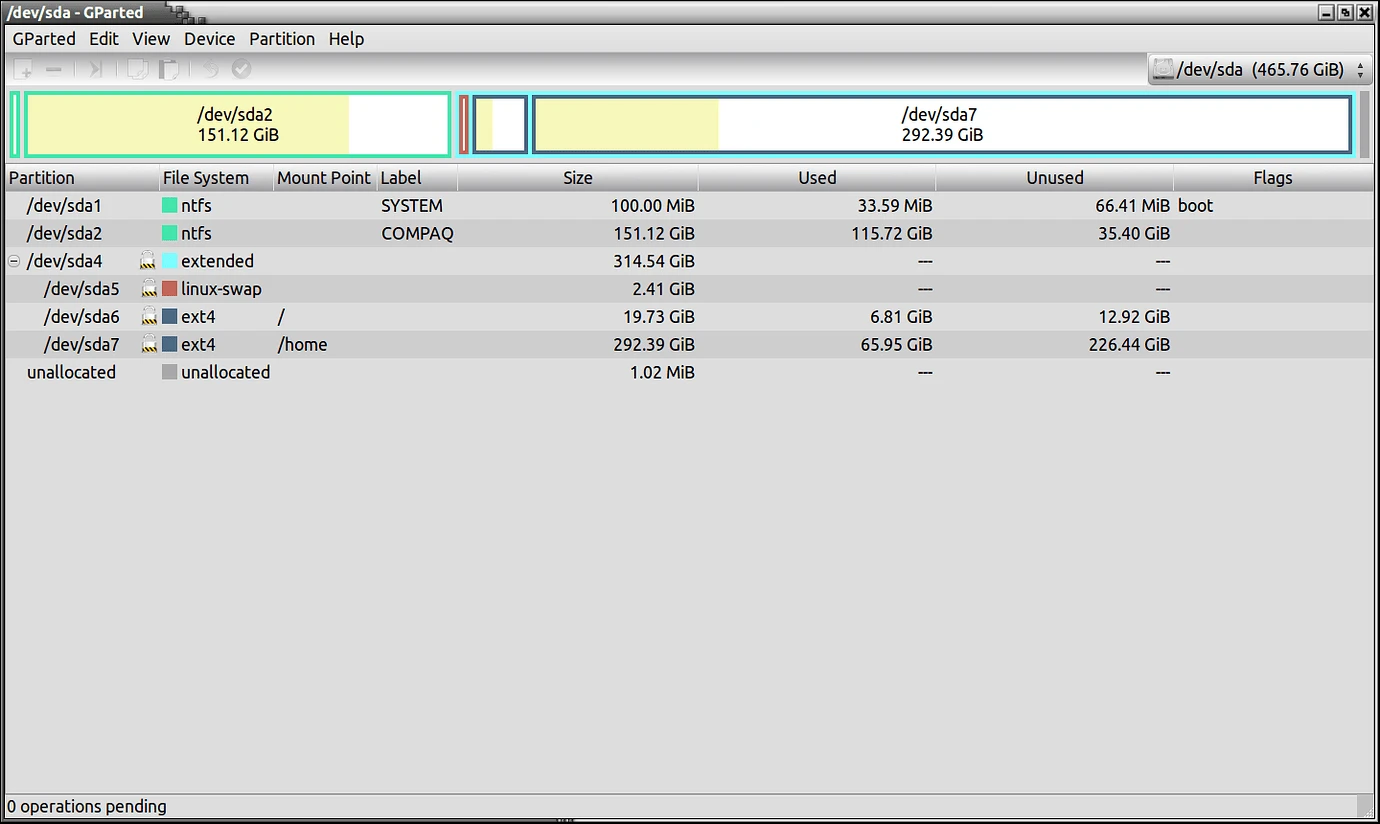 /dev/sda - GParted
GParted Edit View Device Partition Help
/dev/sda (465.76 GiB)
/dev/sda2
151.12 GiB
/dev/sda7
292.39 GiB
Partition File System Mount Point Label Size Used Unused Flags
/dev/sda1 ntfs SYSTEM 100.00 MiB 33.59 MiB 66.41 MiB boot
/dev/sda2 ntfs COMPAQ 151.12 GiB 115.72 GiB 35.40 GiB
/dev/sda4 extended 314.54 GiB --- ---
/dev/sda5 linux-swap 2.41 GiB --- ---
/dev/sda6 ext4 / 19.73 GiB 6.81 GiB 12.92 GiB
/dev/sda7 ext4 /home 292.39 GiB 65.95 GiB 226.44 GiB
unallocated unallocated 1.02 MiB --- ---
0 operations pending